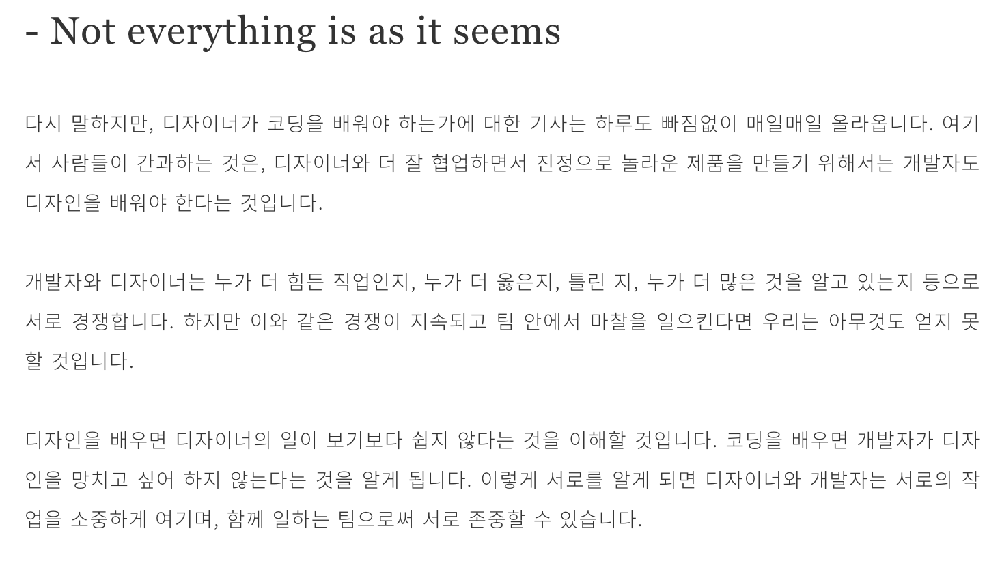 - Not everything is as it seems
다시 말하지만, 디자이너가 코딩을 배워야 하는가에 대한 기사는 하루도 빠짐없이 매일매일 올라옵니다. 여기
서 사람들이 간과하는 것은, 디자이너와 더 잘 협업하면서 진정으로 놀라운 제품을 만들기 위해서는 개발자도
디자인을 배워야 한다는 것입니다.
개발자와 디자이너는 누가 더 힘든 직업인지, 누가 더 옳은지, 틀린 지, 누가 더 많은 것을 알고 있는지 등으로
서로 경쟁합니다. 하지만 이와 같은 경쟁이 지속되고 팀 안에서 마찰을 일으킨다면 우리는 아무것도 얻지 못
할 것입니다.
디자인을 배우면 디자이너의 일이 보기보다 쉽지 않다는 것을 이해할 것입니다. 코딩을 배우면 개발자가 디자
인을 망치고 싶어 하지 않는다는 것을 알게 됩니다. 이렇게 서로를 알게 되면 디자이너와 개발자는 서로의 작
업을 소중하게 여기며, 함께 일하는 팀으로써 서로 존중할 수 있습니다.